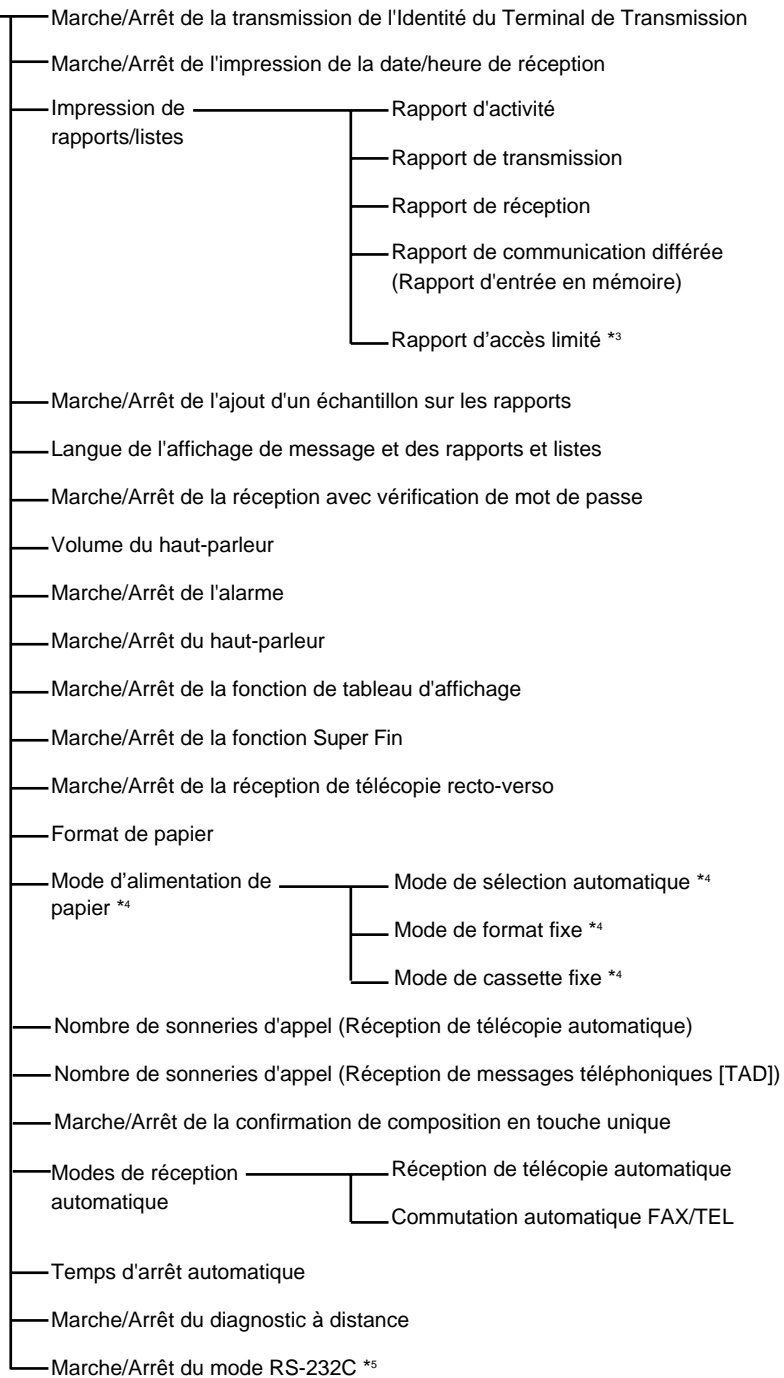 Marche/Arrêt de la transmission de l'Identité du Terminal de Transmission
Marche/Arrêt de l'impression de la date/heure de réception
Impression de
rapports/listes
Rapport d'activité
Rapport de transmission
Rapport de réception
Rapport de communication différée
(Rapport d'entrée en mémoire)
Rapport d’accès limité *3
Marche/Arrêt de l'ajout d'un échantillon sur les rapports
Langue de l'affichage de message et des rapports et listes
Marche/Arrêt de la réception avec vérification de mot de passe
Volume du haut-parleur
Marche/Arrêt de l'alarme
Marche/Arrêt du haut-parleur
Marche/Arrêt de la fonction de tableau d'affichage
Marche/Arrêt de la fonction Super Fin
Marche/Arrêt de la réception de télécopie recto-verso
Format de papier
Mode d’alimentation de
papier *4
Mode de sélection automatique *4
Mode de format fixe *4
Mode de cassette fixe *4
Nombre de sonneries d'appel (Réception de télécopie automatique)
Nombre de sonneries d'appel (Réception de messages téléphoniques [TAD])
Marche/Arrêt de la confirmation de composition en touche unique
Modes de réception
automatique
Réception de télécopie automatique
Commutation automatique FAX/TEL
Temps d'arrêt automatique
Marche/Arrêt du diagnostic à distance
Marche/Arrêt du mode RS-232C *5